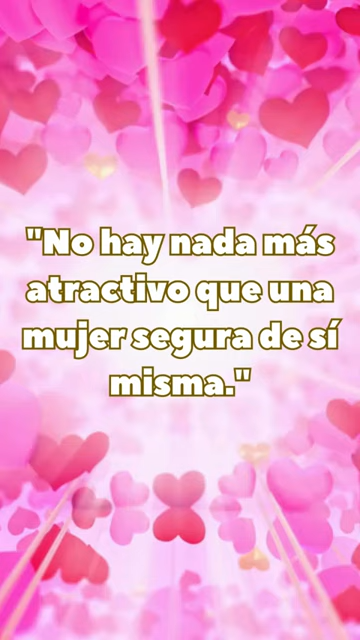 "No hay nada más
atractivo que una
mujer segura de sí
misma."